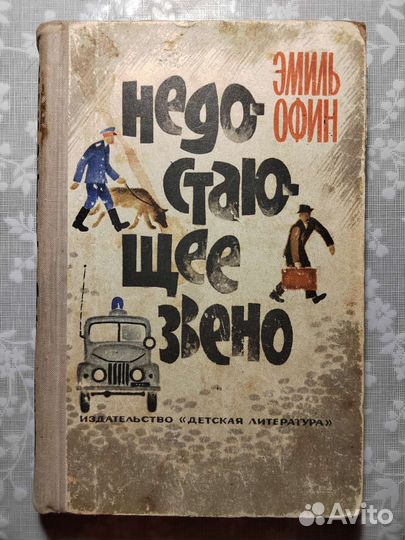 ЭМИЛЬ
ОФИН
Недо-
стаю-
щее
звено
ИЗДАТЕЛЬСТВО «ДЕТСКАЯ ЛИТЕРАТУРА»
Avito